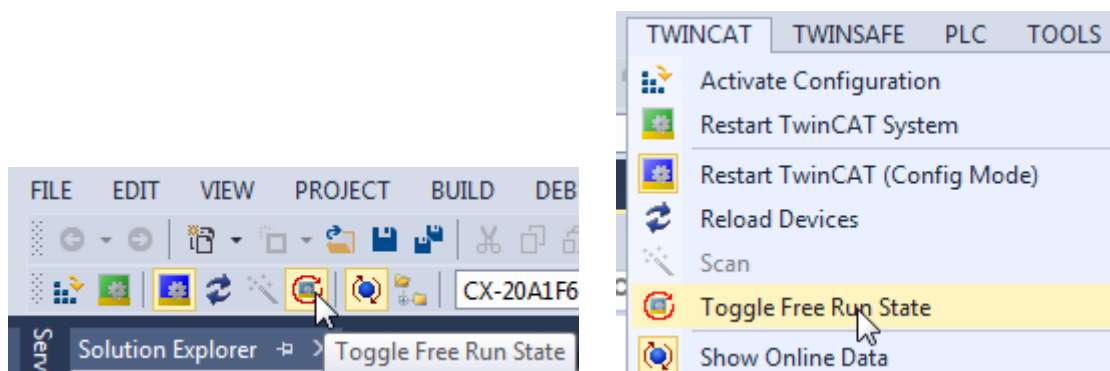 FILE EDIT VIEW PROJECT BUILD DEB
CX-20A1F6
Solution Explorer
Toggle Free Run State
TWINCAT TWINSAFE PLC TOOLS
Activate Configuration
Restart TwinCAT System
Restart TwinCAT (Config Mode)
Reload Devices
Scan
Toggle Free Run State
Show Online Data